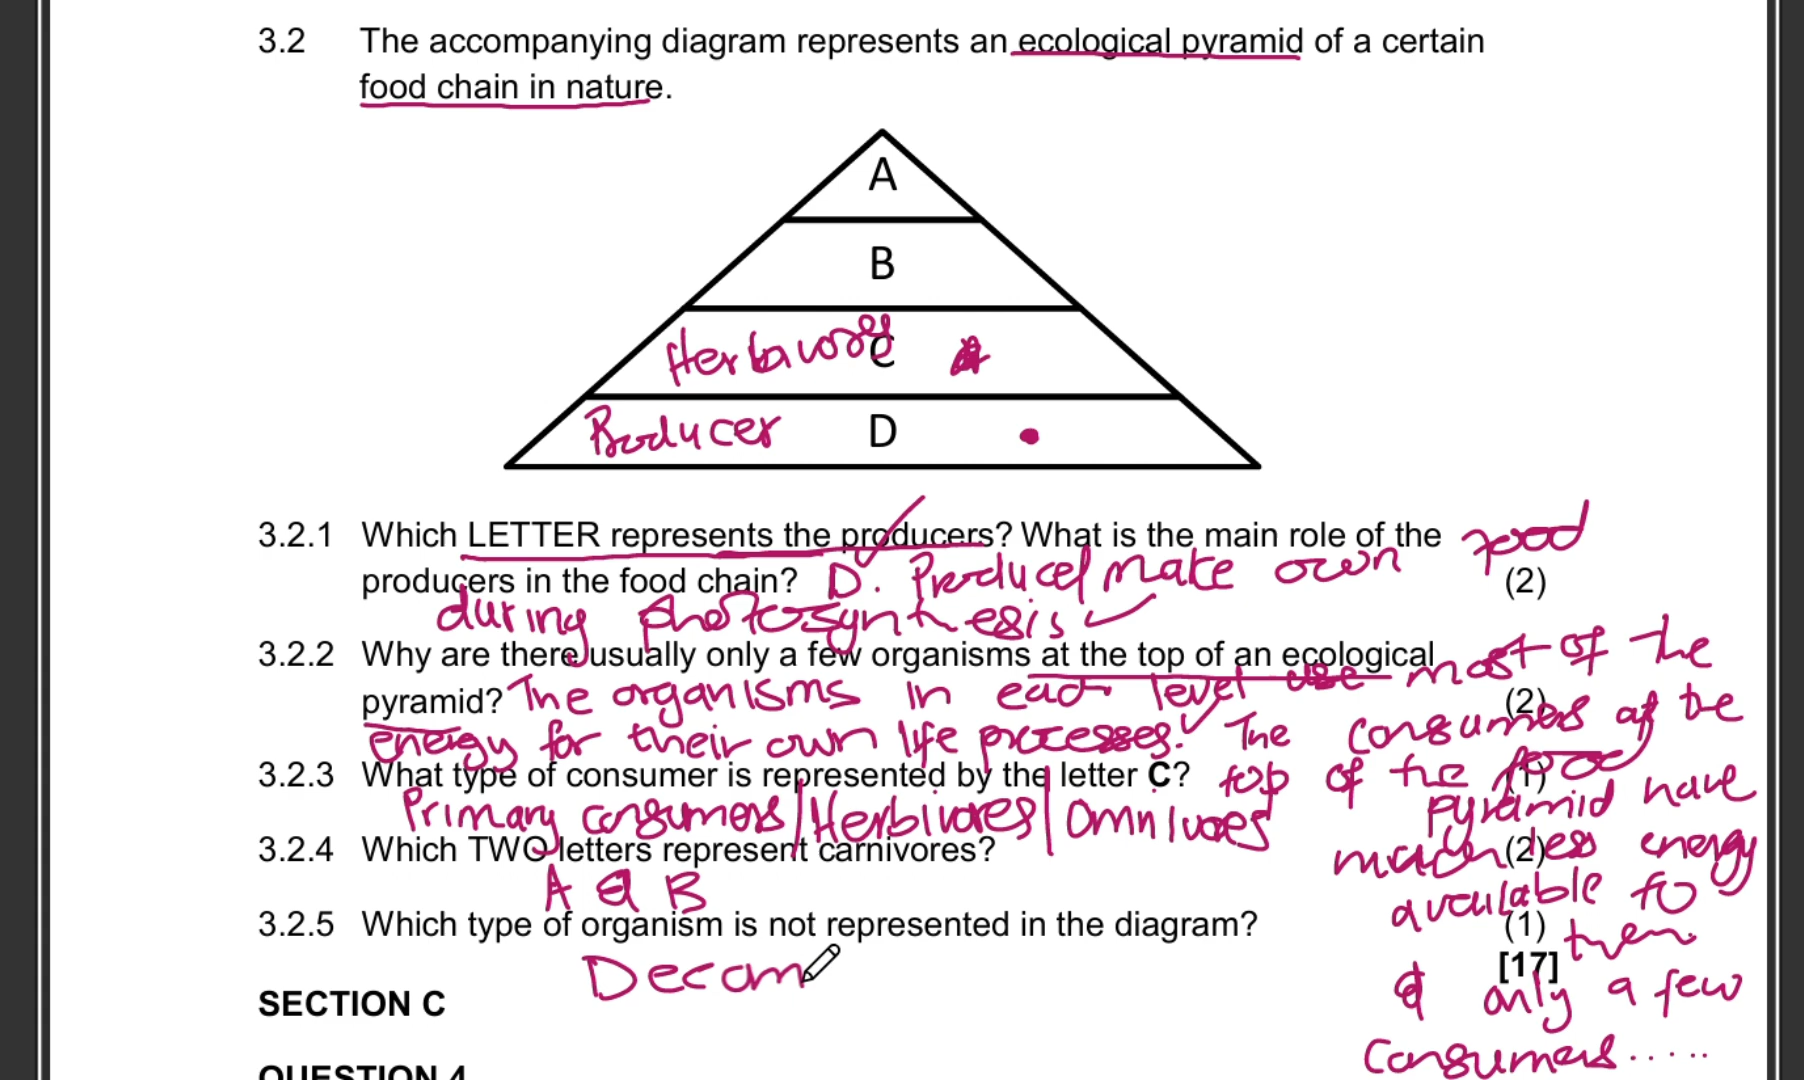 3.2 The accompanying diagram represents an ecological pyramid of a certain
food chain in nature.
A
B
Herbavores C
Producer D
3.2.1 Which LETTER represents the producers? What is the main role of the
producers in the food chain? (2)
D. Producer make own food
during photosynthesis
3.2.2 Why are there usually only a few organisms at the top of an ecological
pyramid? (2)
The organisms in each level use most of the
energy for their own life processes. The consumers at the
top of the food
pyramid have
much less energy
available to
them
& only a few
consumers.....
3.2.3 What type of consumer is represented by the letter C? (1)
Primary consumers/Herbivores/Omnivores
3.2.4 Which TWO letters represent carnivores? (2)
A & B
3.2.5 Which type of organism is not represented in the diagram? (1)
Decom
[17]
SECTION C
QUESTION 4